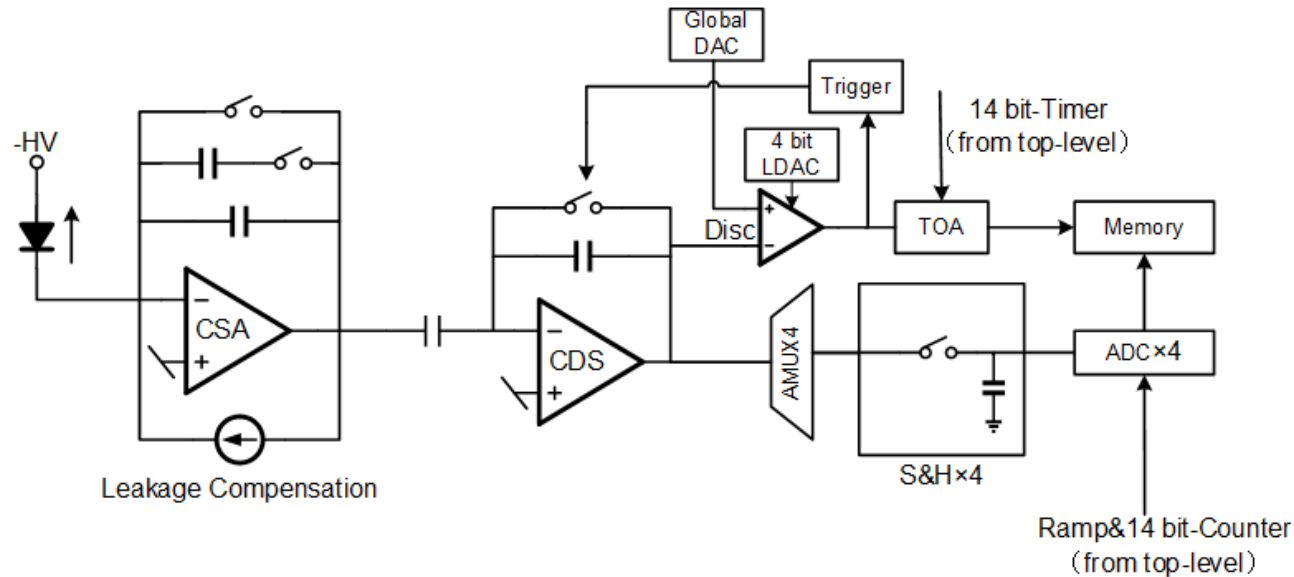 Global
DAC
Trigger
14 bit-Timer
（from top-level）
-HV
4 bit
LDAC
+
Disc
−
TOA
Memory
−
CSA
+
−
CDS
+
AMUX4
ADC×4
S&H×4
Leakage Compensation
Ramp&14 bit-Counter
（from top-level）